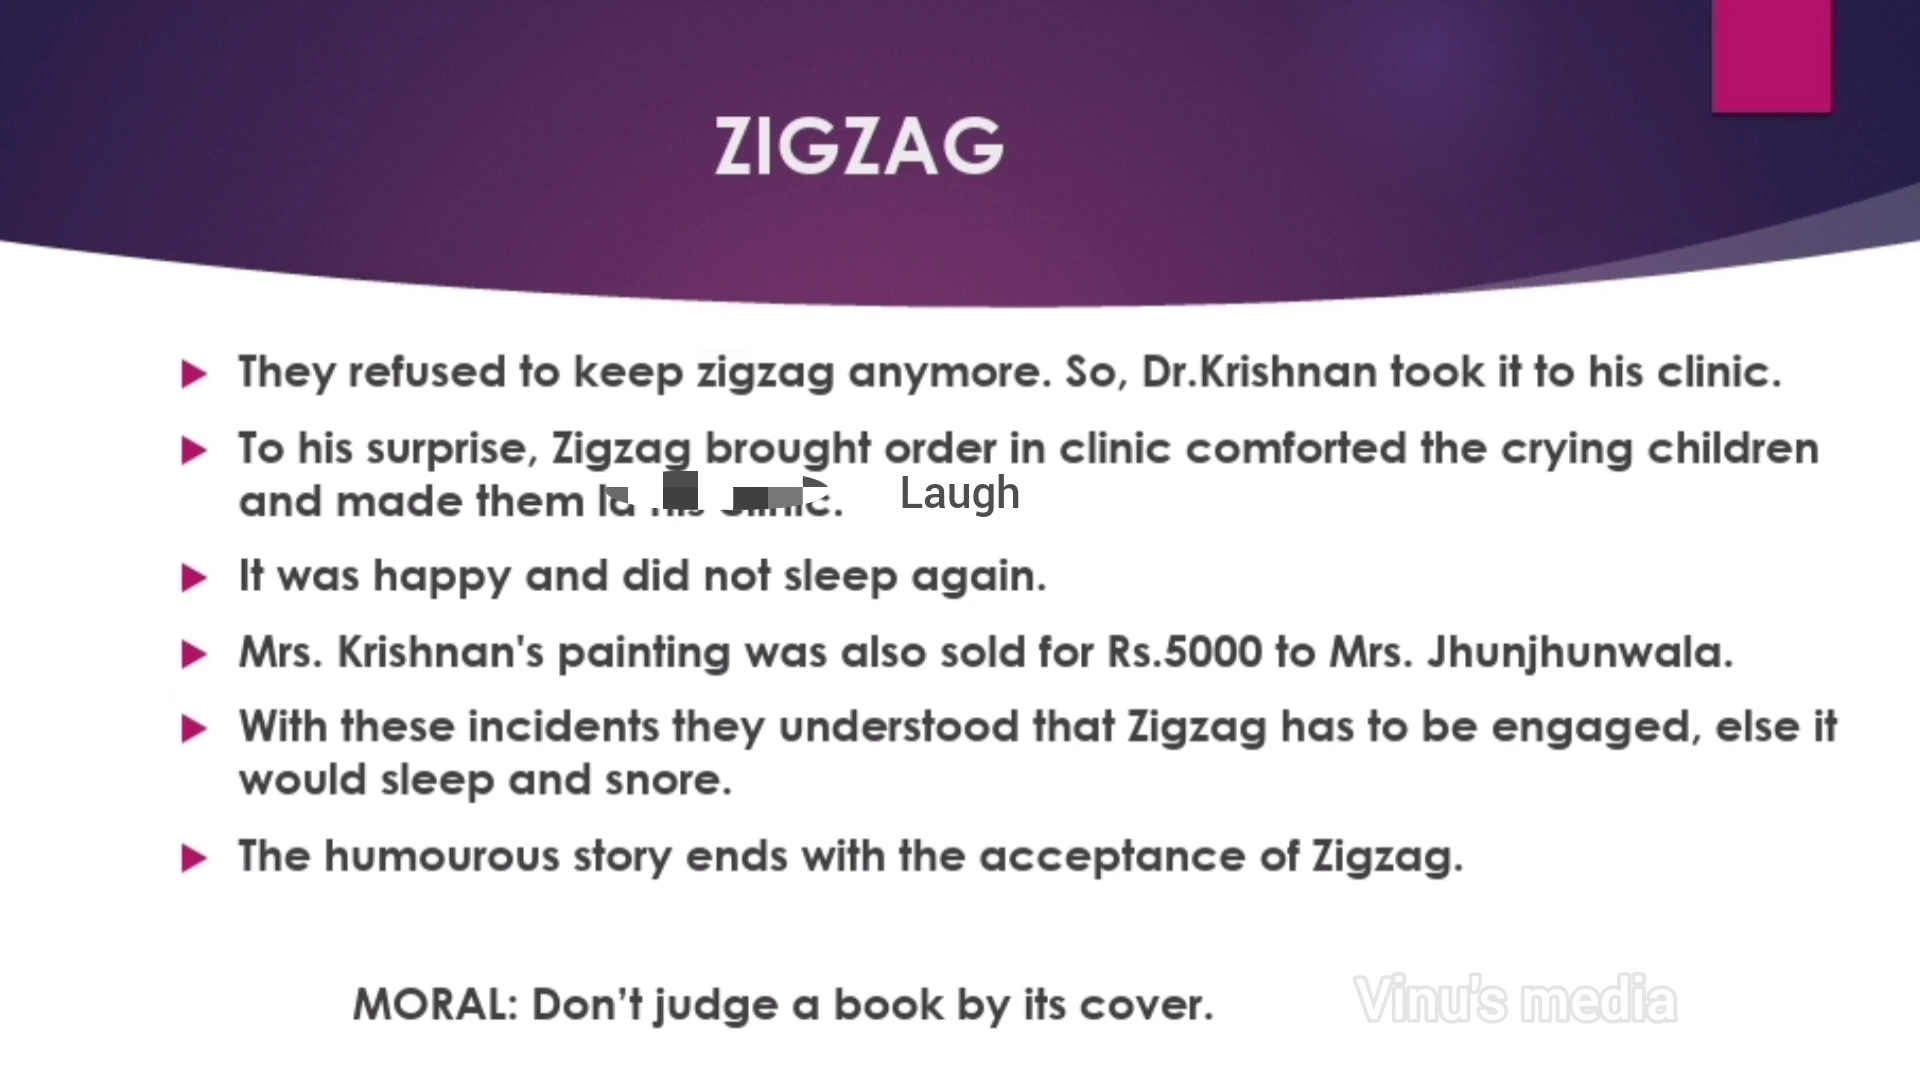 ZIGZAG
They refused to keep zigzag anymore. So, Dr.Krishnan took it to his clinic.
To his surprise, Zigzag brought order in clinic comforted the crying children
and made them Laugh
It was happy and did not sleep again.
Mrs. Krishnan's painting was also sold for Rs.5000 to Mrs. Jhunjhunwala.
With these incidents they understood that Zigzag has to be engaged, else it
would sleep and snore.
The humourous story ends with the acceptance of Zigzag.
MORAL: Don't judge a book by its cover.
Vinu's media